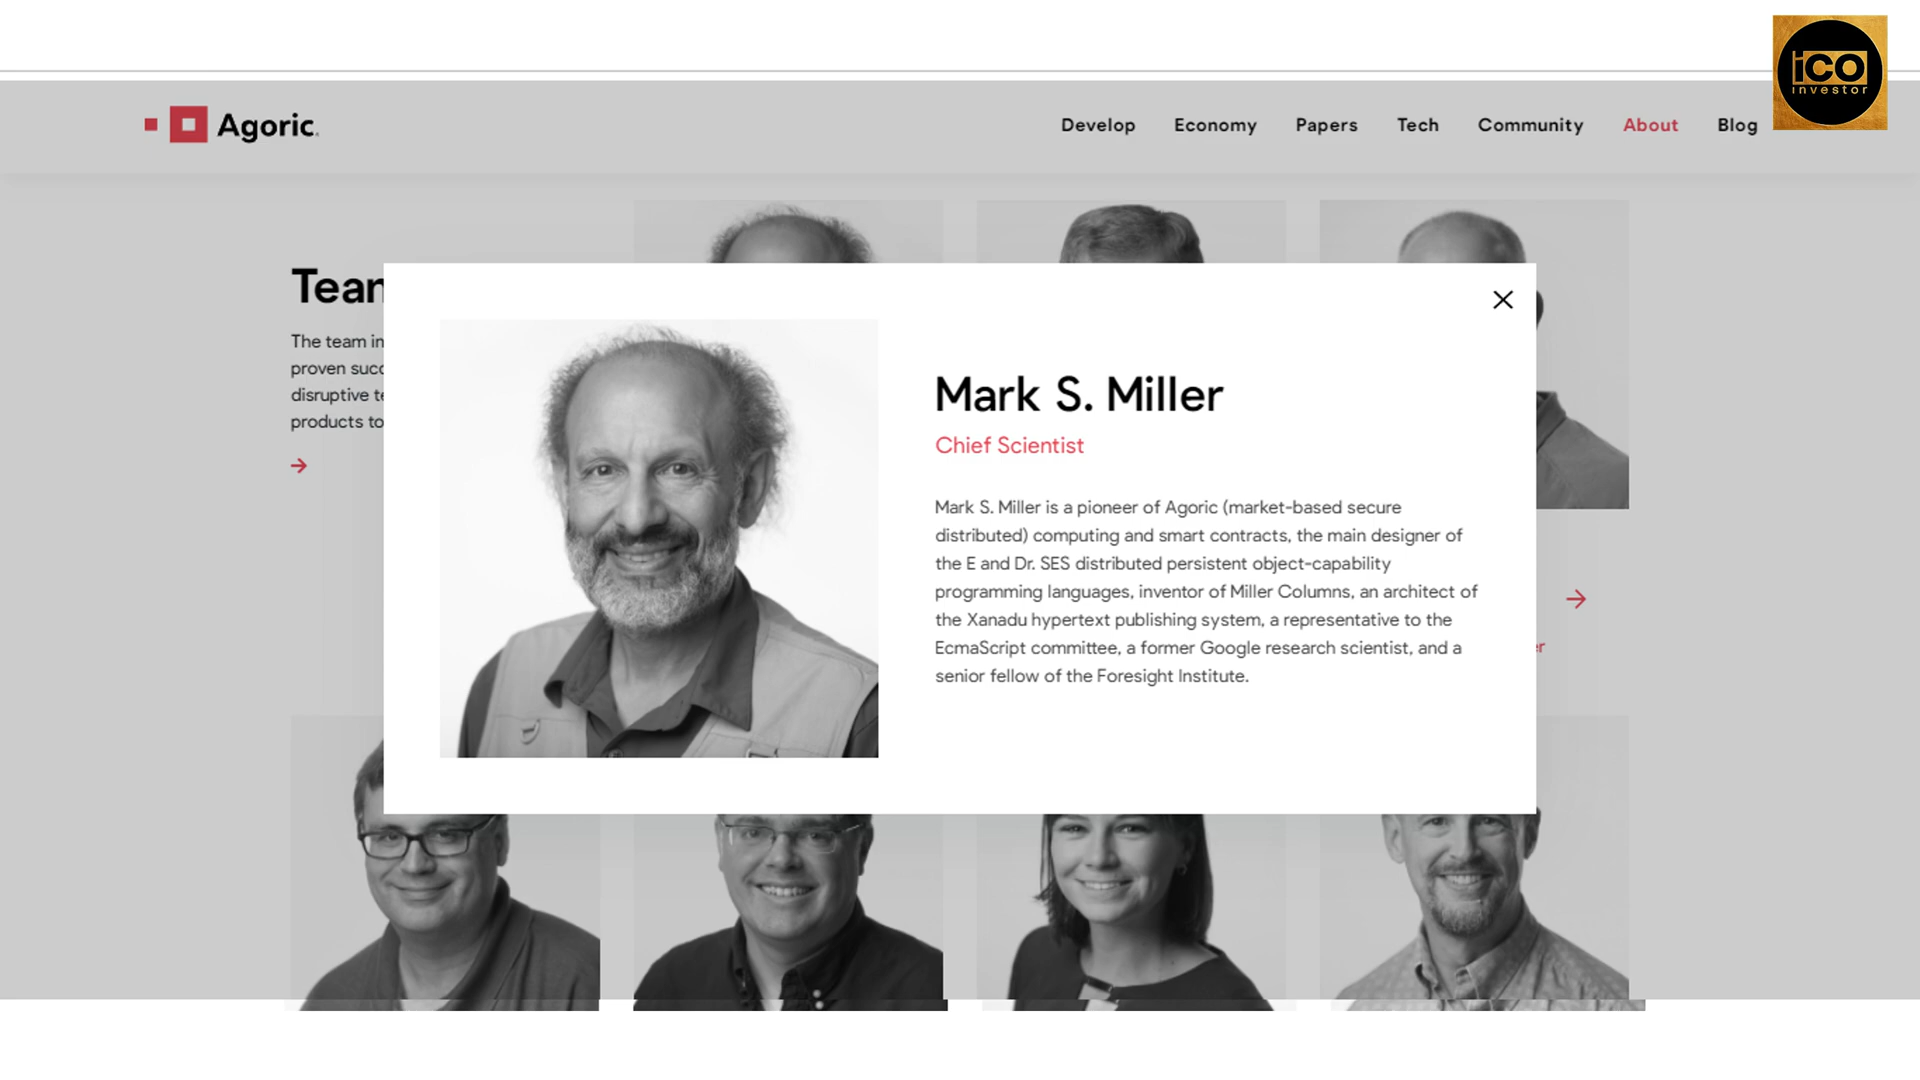 iCO
investor
Agoric
Develop Economy Papers Tech Community About Blog
The team in
proven
disruptive
products to
Mark S. Miller
Chief Scientist
Mark S. Miller is a pioneer of Agoric (market-based secure
distributed) computing and smart contracts, the main designer of
the E and Dr. SES distributed persistent object-capability
programming languages, inventor of Miller Columns, an architect of
the Xanadu hypertext publishing system, a representative to the
EcmaScript committee, a former Google research scientist, and a
senior fellow of the Foresight Institute.